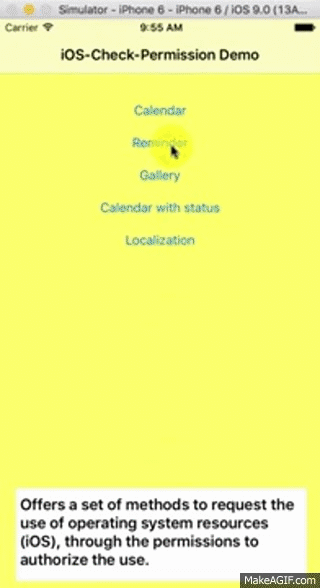 Simulator - iPhone 6 - iPhone 6 / iOS 9.0 (13A...
Carrier 9:55 AM
iOS-Check-Permission Demo
Calendar
Reminder
Gallery
Calendar with status
Localization
Offers a set of methods to request the
use of operating system resources
(iOS), through the permissions to
authorize the use.
MakeAGIF.com